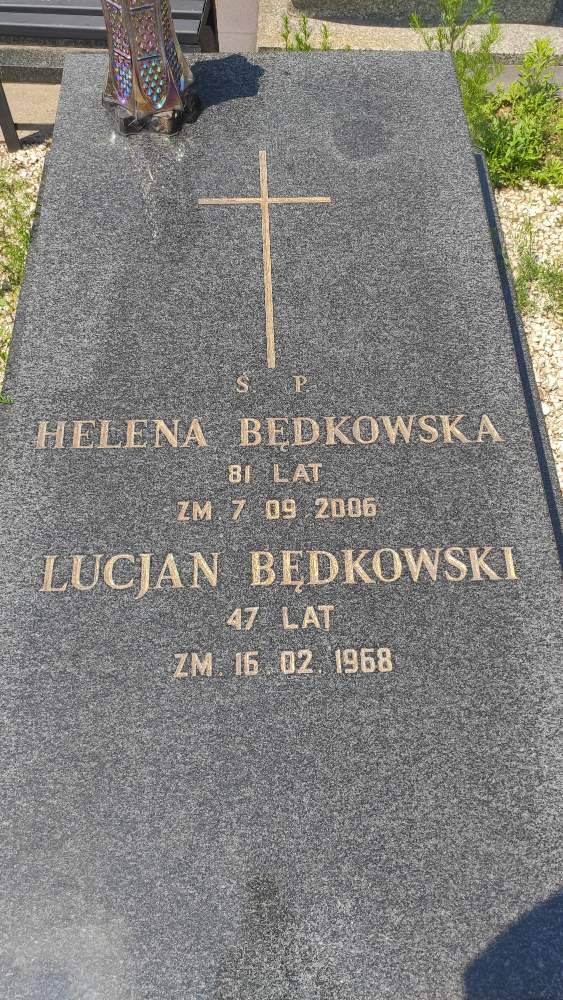 Ś P
HELENA BĘDKOWSKA
81 LAT
ZM. 7 09 2006
LUCJAN BĘDKOWSKI
47 LAT
ZM. 16. 02. 1968